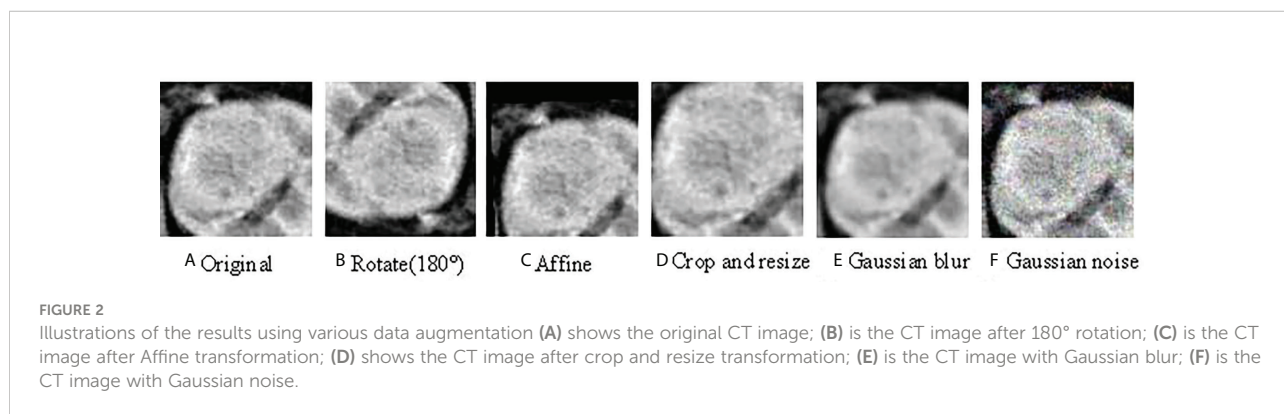 A Original B Rotate(180°) C Affine D Crop and resize E Gaussian blur F Gaussian noise
FIGURE 2
Illustrations of the results using various data augmentation (A) shows the original CT image; (B) is the CT image after 180° rotation; (C) is the CT
image after Affine transformation; (D) shows the CT image after crop and resize transformation; (E) is the CT image with Gaussian blur; (F) is the
CT image with Gaussian noise.